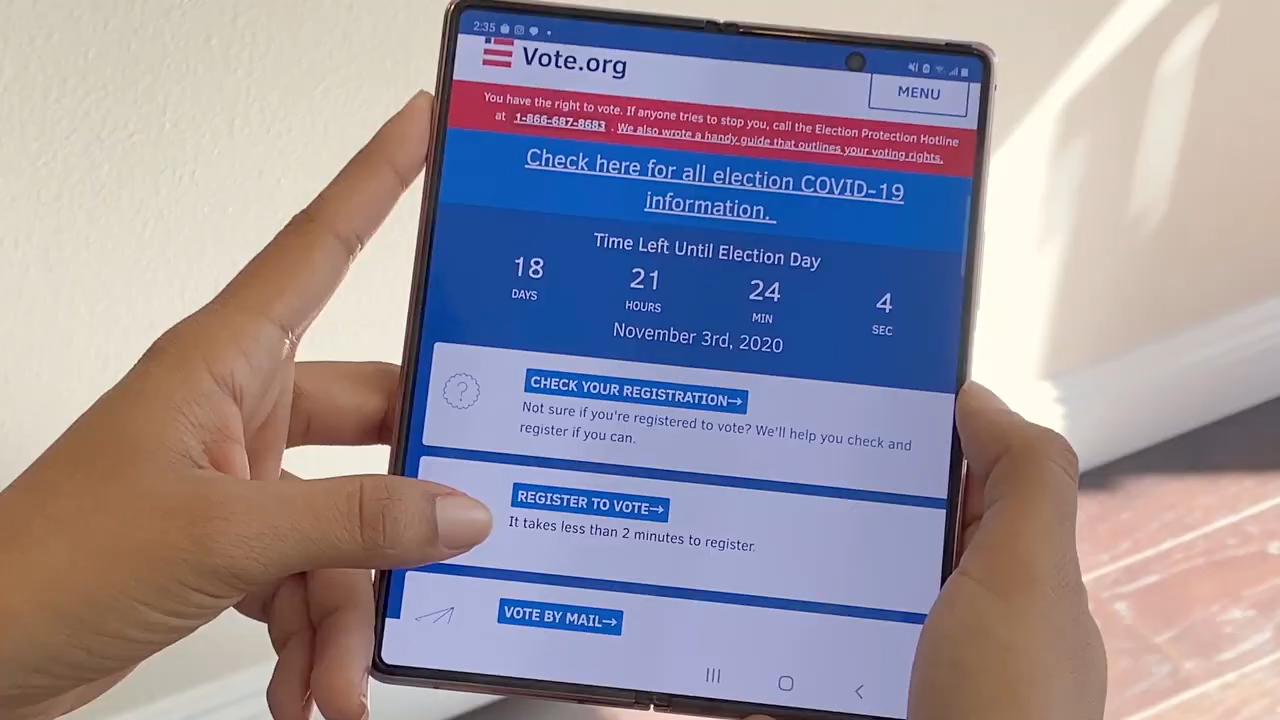 2:35
Vote.org
MENU
You have the right to vote. If anyone tries to stop you, call the Election Protection Hotline
at 1-866-687-8683 . We also wrote a handy guide that outlines your voting rights.
Check here for all election COVID-19
information.
Time Left Until Election Day
18 21 24 4
DAYS HOURS MIN SEC
November 3rd, 2020
?
CHECK YOUR REGISTRATION→
Not sure if you're registered to vote? We'll help you check and
register if you can.
REGISTER TO VOTE→
It takes less than 2 minutes to register.
VOTE BY MAIL→